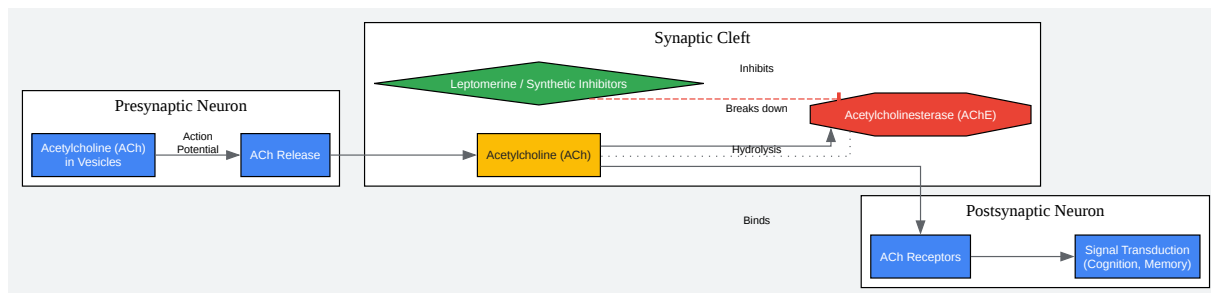 Synaptic Cleft
Inhibits
Leptomerine / Synthetic Inhibitors
Presynaptic Neuron
Breaks down
Acetylcholinesterase (AChE)
Acetylcholine (ACh)
in Vesicles
Action
Potential
ACh Release
Acetylcholine (ACh)
Hydrolysis
Postsynaptic Neuron
Binds
ACh Receptors
Signal Transduction
(Cognition, Memory)